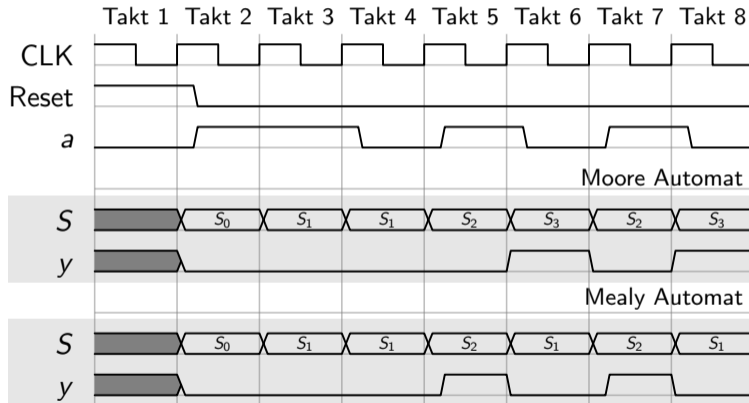 Takt 1 Takt 2 Takt 3 Takt 4 Takt 5 Takt 6 Takt 7 Takt 8
CLK
Reset
a
Moore Automat
S S₀ S₁ S₁ S₂ S₃ S₂ S₃
y
Mealy Automat
S S₀ S₁ S₁ S₂ S₁ S₂ S₁
y